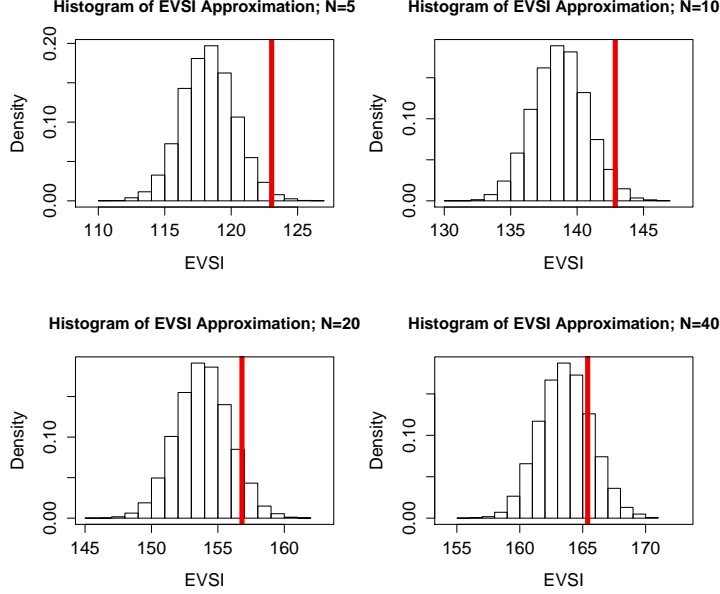 Histogram of EVSI Approximation; N=5
Density
0.00 0.10 0.20
110 115 120 125
EVSI
Histogram of EVSI Approximation; N=10
Density
0.00 0.10
130 135 140 145
EVSI
Histogram of EVSI Approximation; N=20
Density
0.00 0.10
145 150 155 160
EVSI
Histogram of EVSI Approximation; N=40
Density
0.00 0.10
155 160 165 170
EVSI